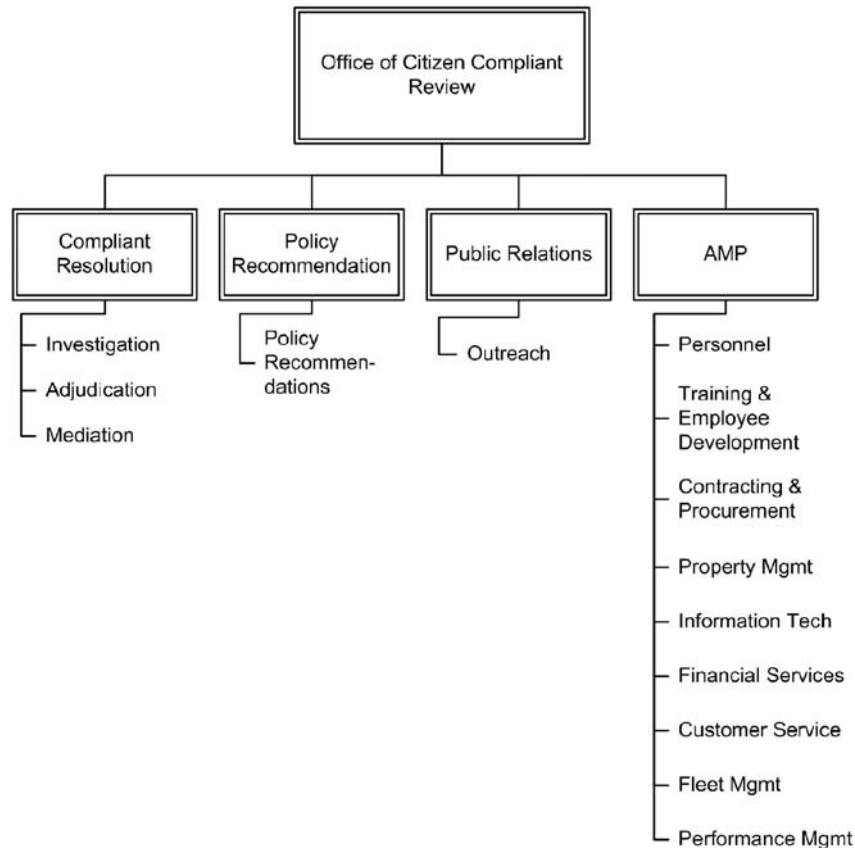 Office of Citizen Compliant
Review
Compliant
Resolution
Policy
Recommendation
Public Relations
AMP
Investigation
Adjudication
Mediation
Policy
Recommen-
dations
Outreach
Personnel
Training &
Employee
Development
Contracting &
Procurement
Property Mgmt
Information Tech
Financial Services
Customer Service
Fleet Mgmt
Performance Mgmt